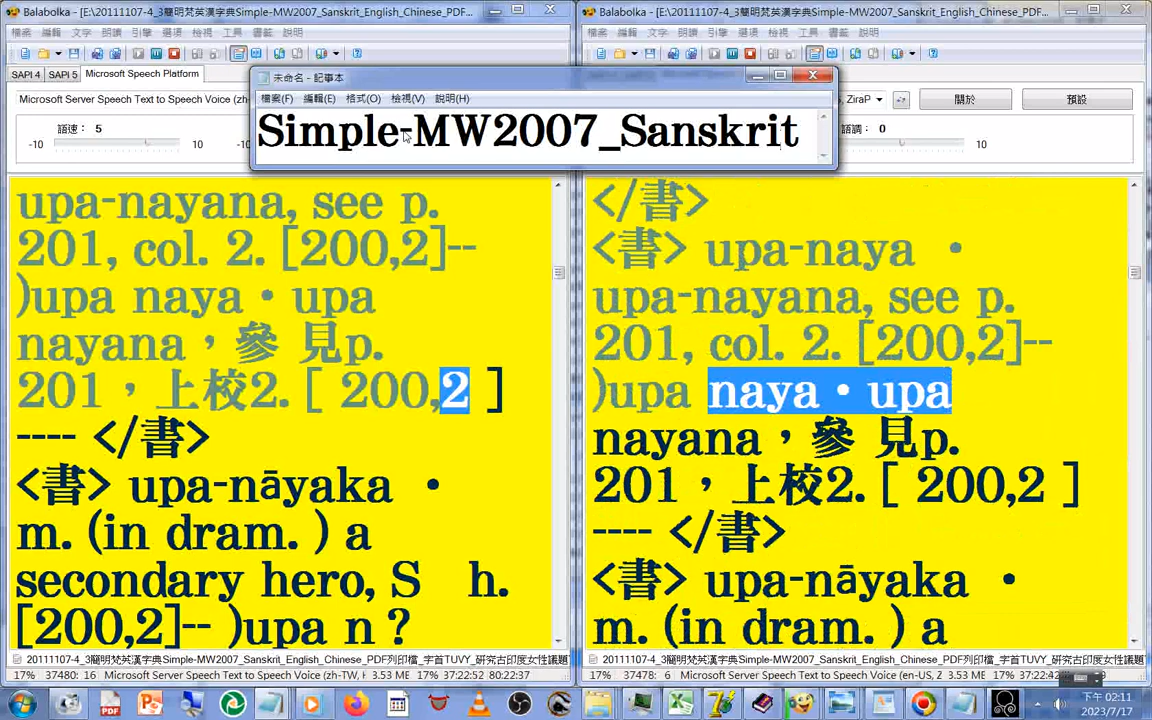 Balabolka - [E:\20111107-4_3簡明梵英漢字典Simple-MW2007_Sanskrit_English_Chinese_PDF...
檔案 編輯 文字 朗讀 引擎 選項 檢視 工具 書籤 說明
SAPI 4 SAPI 5 Microsoft Speech Platform
Microsoft Server Speech Text to Speech Voice (zh-
語速： 5
-10 10
upa-nayana, see p.
201, col. 2. [200,2]--
)upa naya‧upa
nayana，參 見p.
201，上校2. [ 200,2 ]
---- </書>
<書> upa-nāyaka ‧
m. (in dram. ) a
secondary hero, S h.
[200,2]-- )upa n？
20111107-4_3簡明梵英漢字典Simple-MW2007_Sanskrit_English_Chinese_PDF列印檔_字首TUVY_研究古印度女性議題
17% 37480: 16 Microsoft Server Speech Text to Speech Voice (zh-TW, H 3.53 ME 37:22:52 80:22:37
未命名 - 記事本
檔案(F) 編輯(E) 格式(O) 檢視(V) 說明(H)
Simple-MW2007_Sanskrit
Balabolka - [E:\20111107-4_3簡明梵英漢字典Simple-MW2007_Sanskrit_English_Chinese_PDF...
檔案 編輯 文字 朗讀 引擎 選項 檢視 工具 書籤 說明
, ZiraP 關於 預設
語調： 0
10
</書>
<書> upa-naya ‧
upa-nayana, see p.
201, col. 2. [200,2]--
)upa naya‧upa
nayana，參 見p.
201，上校2. [ 200,2 ]
---- </書>
<書> upa-nāyaka ‧
m. (in dram. ) a
20111107-4_3簡明梵英漢字典Simple-MW2007_Sanskrit_English_Chinese_PDF列印檔_字首TUVY_研究古印度女性議題
17% 37478: 6 Microsoft Server Speech Text to Speech Voice (en-US, Z 3.53 ME
下午 02:11
2023/7/17